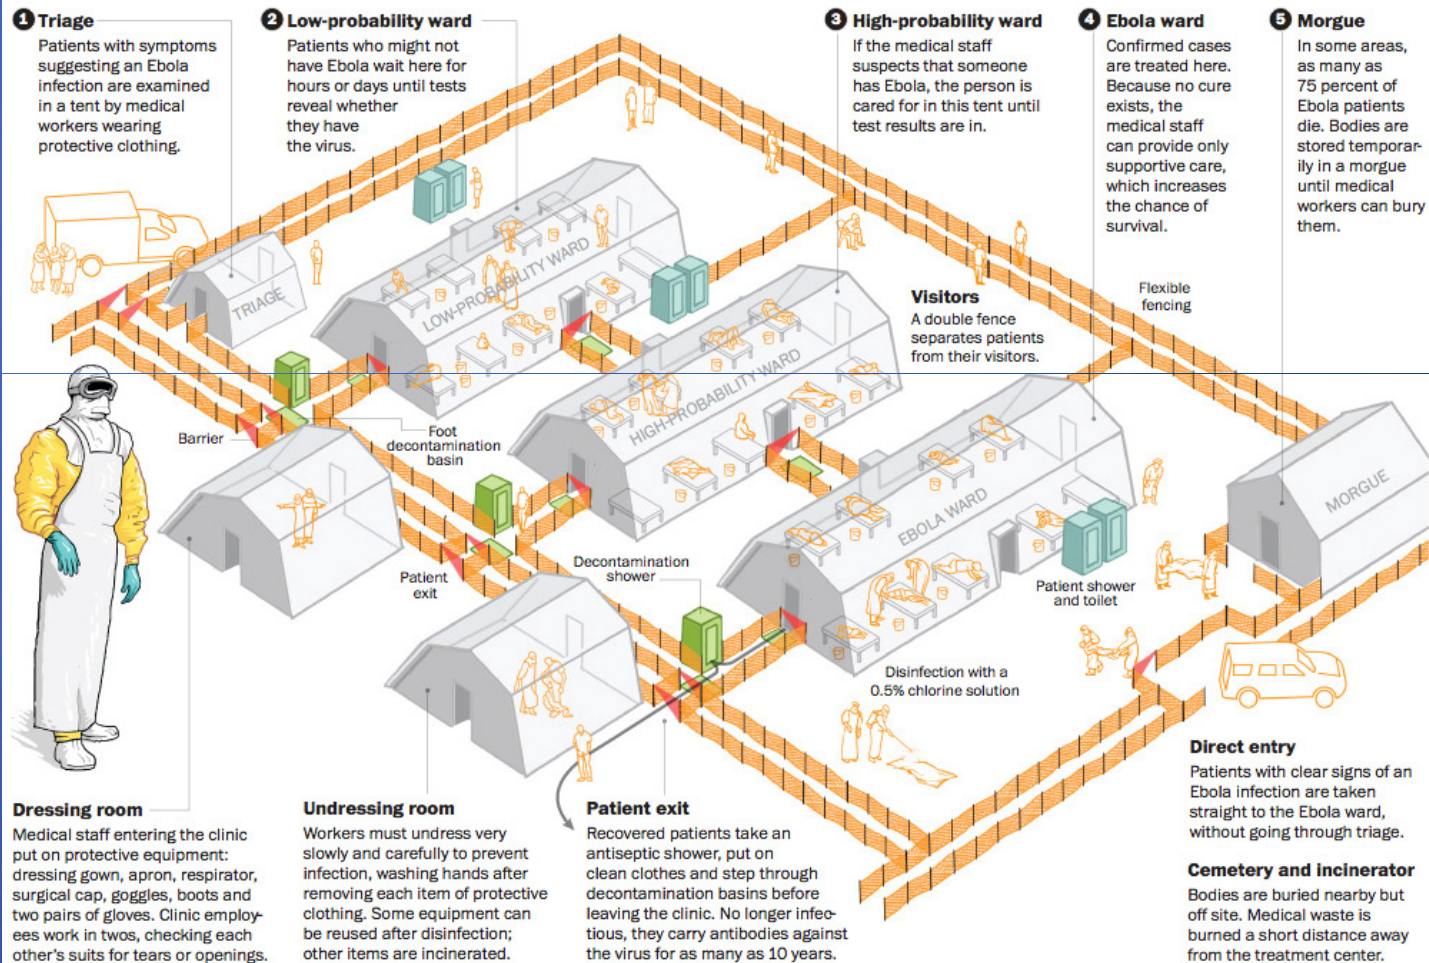 1 Triage
Patients with symptoms
suggesting an Ebola
infection are examined
in a tent by medical
workers wearing
protective clothing.
2 Low-probability ward
Patients who might not
have Ebola wait here for
hours or days until tests
reveal whether
they have
the virus.
3 High-probability ward
If the medical staff
suspects that someone
has Ebola, the person is
cared for in this tent until
test results are in.
4 Ebola ward
Confirmed cases
are treated here.
Because no cure
exists, the
medical staff
can provide only
supportive care,
which increases
the chance of
survival.
5 Morgue
In some areas,
as many as
75 percent of
Ebola patients
die. Bodies are
stored temporar-
ily in a morgue
until medical
workers can bury
them.
TRIAGE
LOW-PROBABILITY WARD
Visitors
A double fence
separates patients
from their visitors.
Flexible
fencing
HIGH-PROBABILITY WARD
Barrier
Foot
decontamination
basin
EBOLA WARD
MORGUE
Patient
exit
Decontamination
shower
Patient shower
and toilet
Disinfection with a
0.5% chlorine solution
Dressing room
Medical staff entering the clinic
put on protective equipment:
dressing gown, apron, respirator,
surgical cap, goggles, boots and
two pairs of gloves. Clinic employ-
ees work in twos, checking each
other's suits for tears or openings.
Undressing room
Workers must undress very
slowly and carefully to prevent
infection, washing hands after
removing each item of protective
clothing. Some equipment can
be reused after disinfection;
other items are incinerated.
Patient exit
Recovered patients take an
antiseptic shower, put on
clean clothes and step through
decontamination basins before
leaving the clinic. No longer infec-
tious, they carry antibodies against
the virus for as many as 10 years.
Direct entry
Patients with clear signs of an
Ebola infection are taken
straight to the Ebola ward,
without going through triage.
Cemetery and incinerator
Bodies are buried nearby but
off site. Medical waste is
burned a short distance away
from the treatment center.